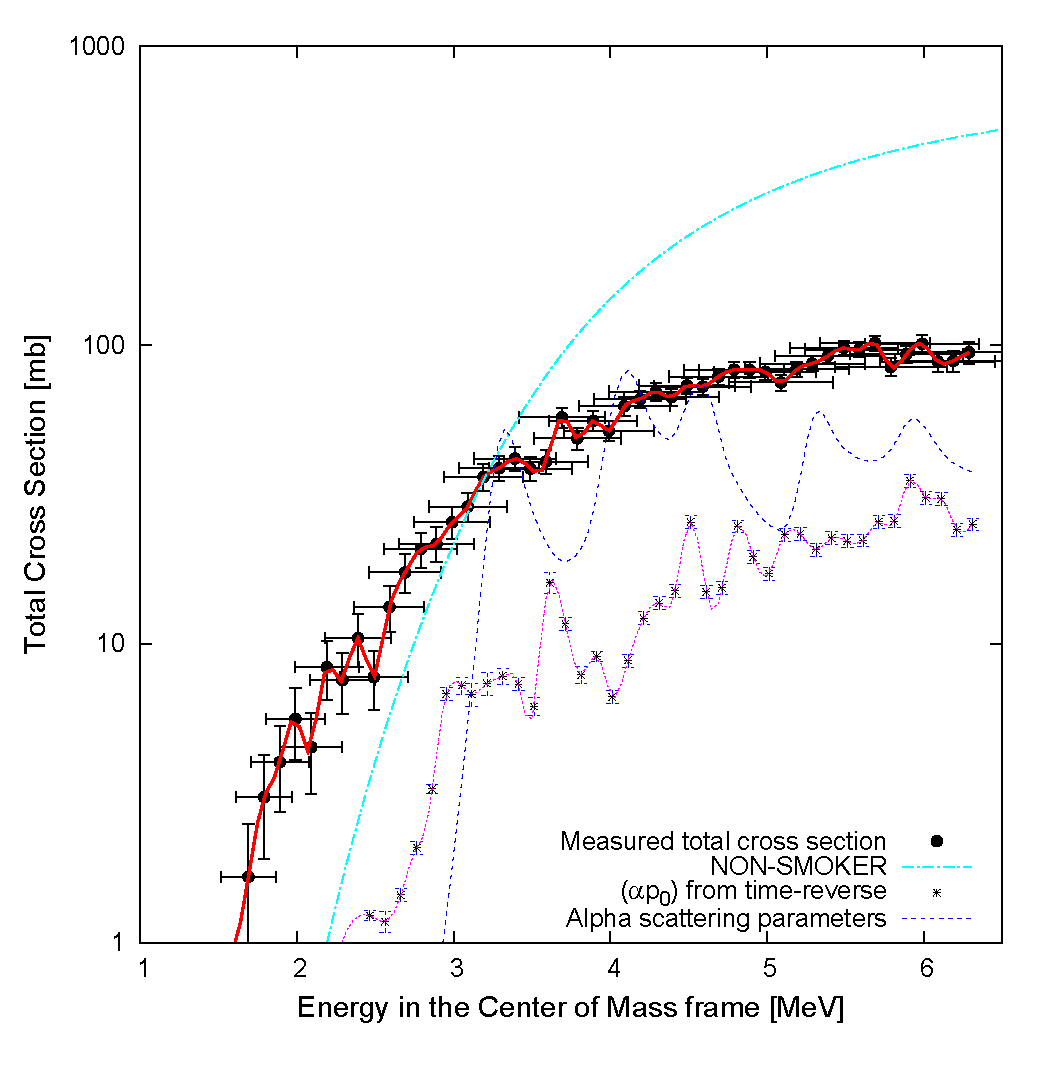 1000
100
10
1
Total Cross Section [mb]
Measured total cross section
NON-SMOKER
(αp₀) from time-reverse
Alpha scattering parameters
1 2 3 4 5 6
Energy in the Center of Mass frame [MeV]